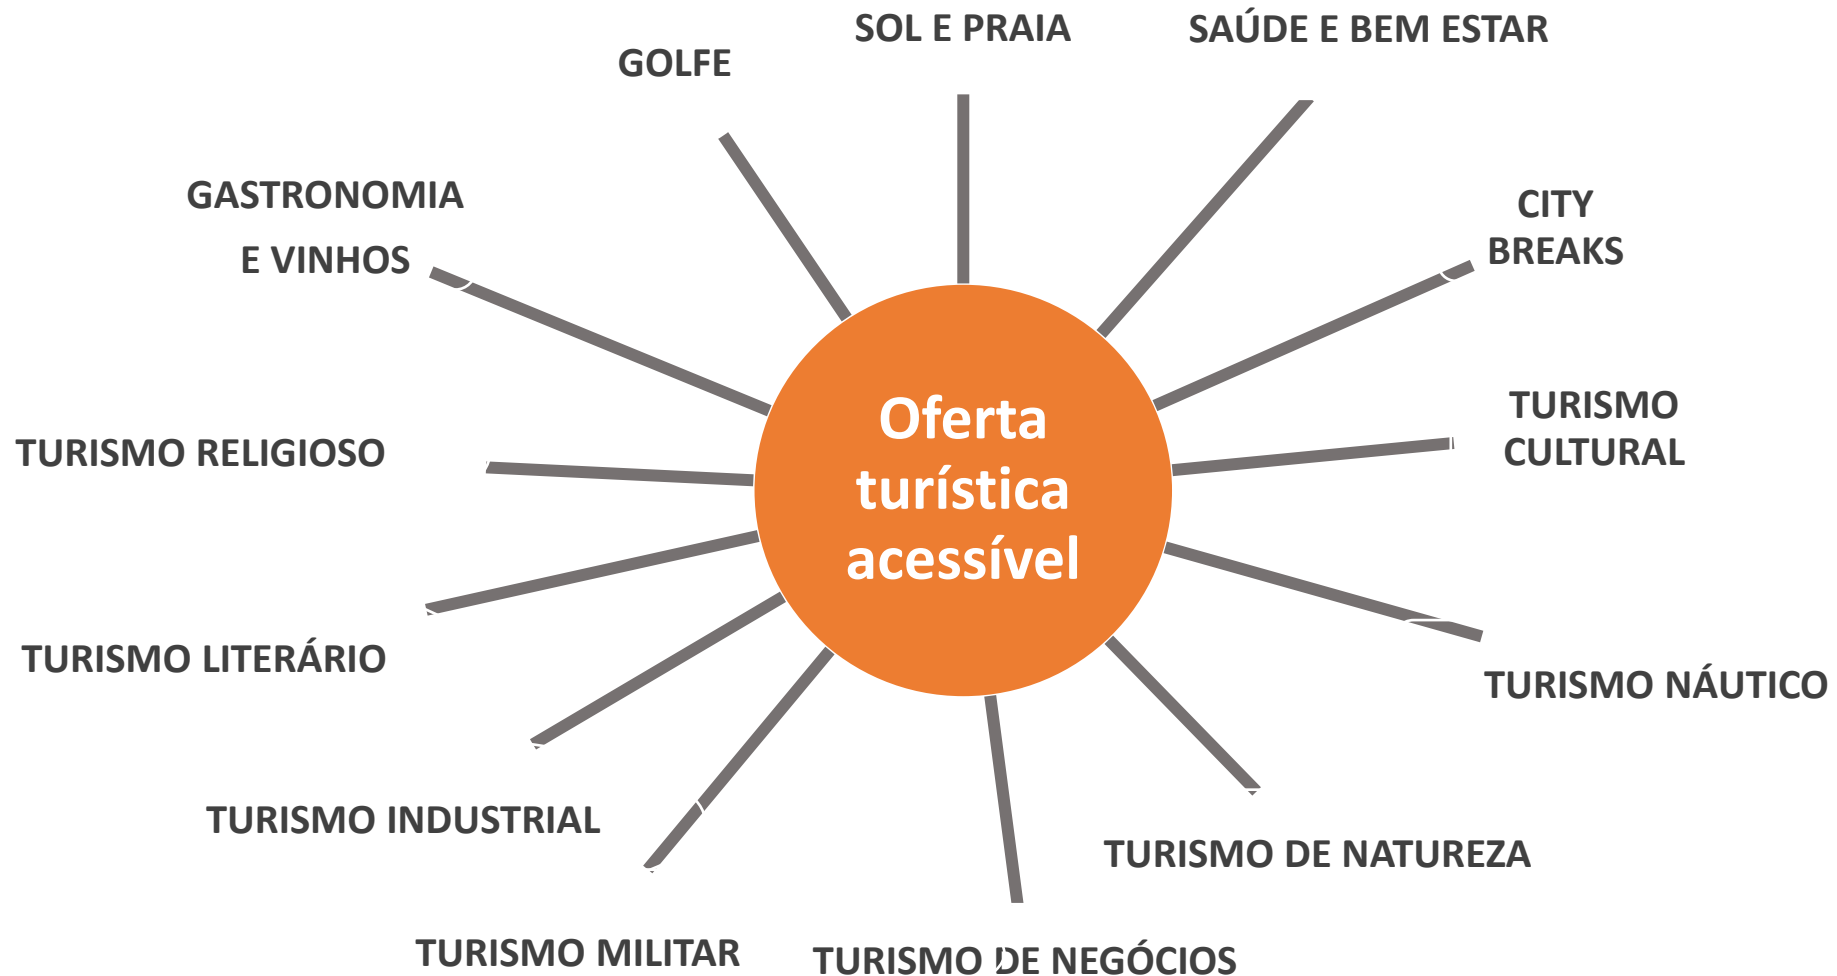 SOL E PRAIA
SAÚDE E BEM ESTAR
GOLFE
GASTRONOMIA
E VINHOS
CITY
BREAKS
Oferta
turística
acessível
TURISMO
CULTURAL
TURISMO RELIGIOSO
TURISMO LITERÁRIO
TURISMO NÁUTICO
TURISMO INDUSTRIAL
TURISMO DE NATUREZA
TURISMO MILITAR
TURISMO DE NEGÓCIOS